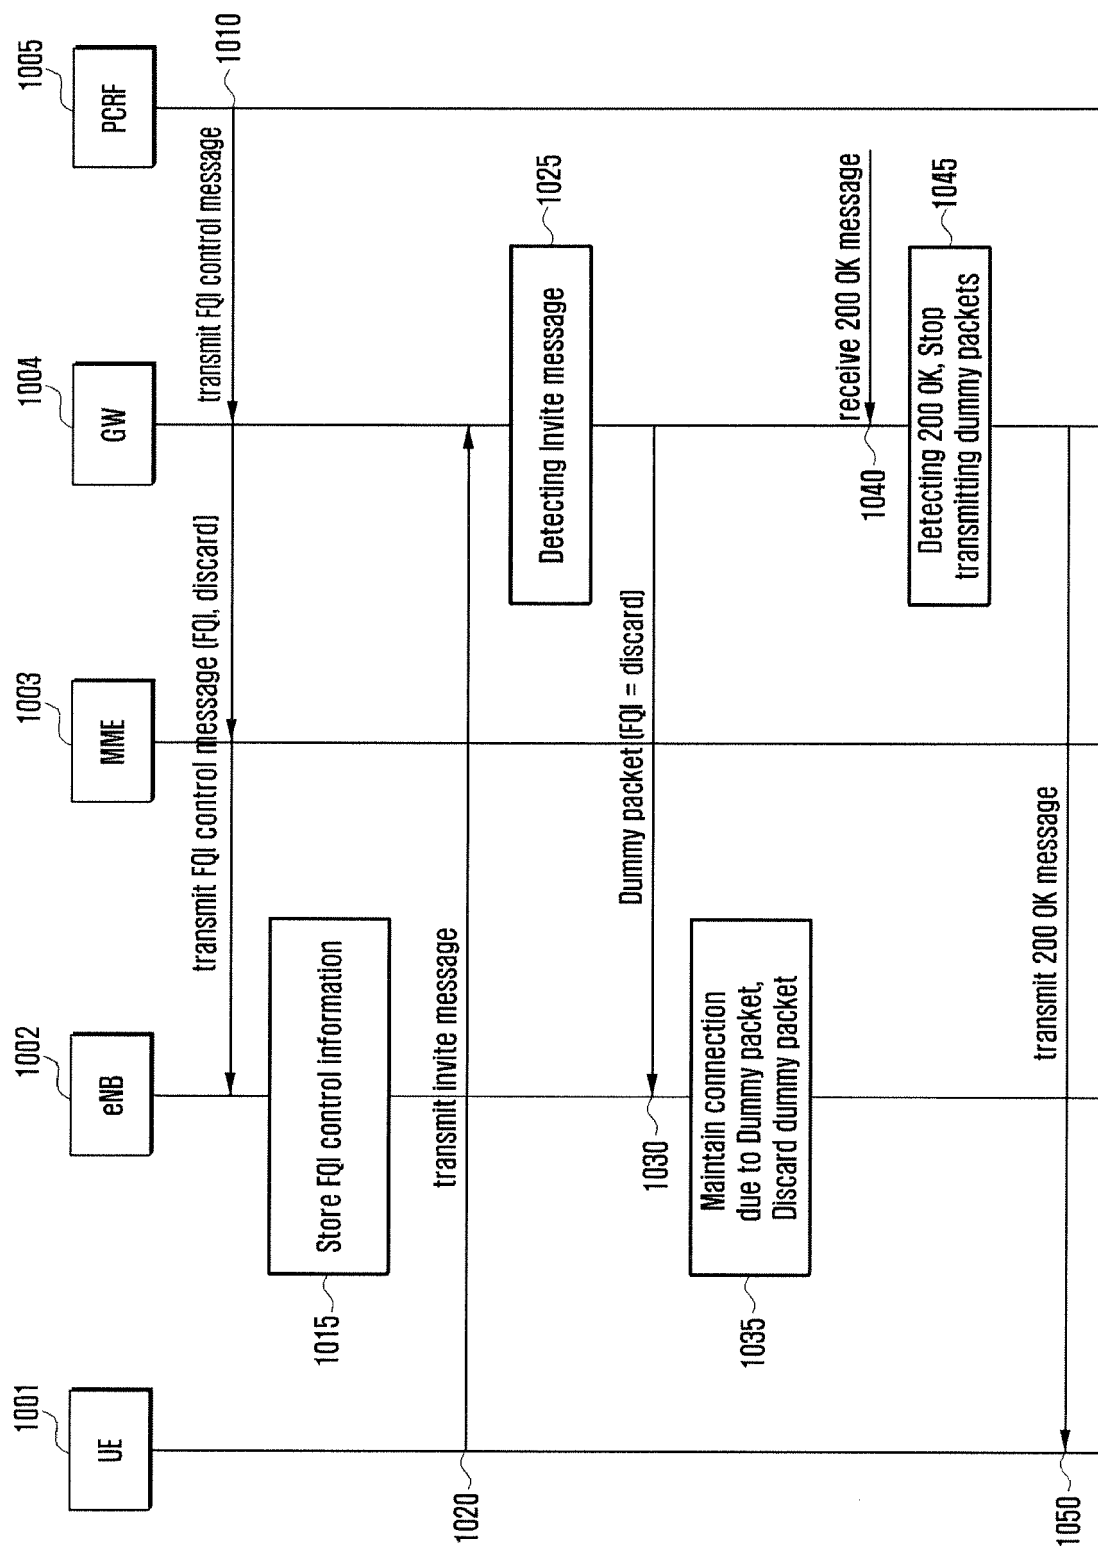 1001
UE
1002
eNB
1003
MME
1004
GW
1005
PCRF
1010
transmit FQI control message
transmit FQI control message (FQI, discard)
Store FQI control information
1015
transmit invite message
1020
Detecting Invite message
1025
Dummy packet (FQI = discard)
1030
Maintain connection
due to Dummy packet,
Discard dummy packet
1035
receive 200 OK message
1040
Detecting 200 OK, Stop
transmitting dummy packets
1045
transmit 200 OK message
1050